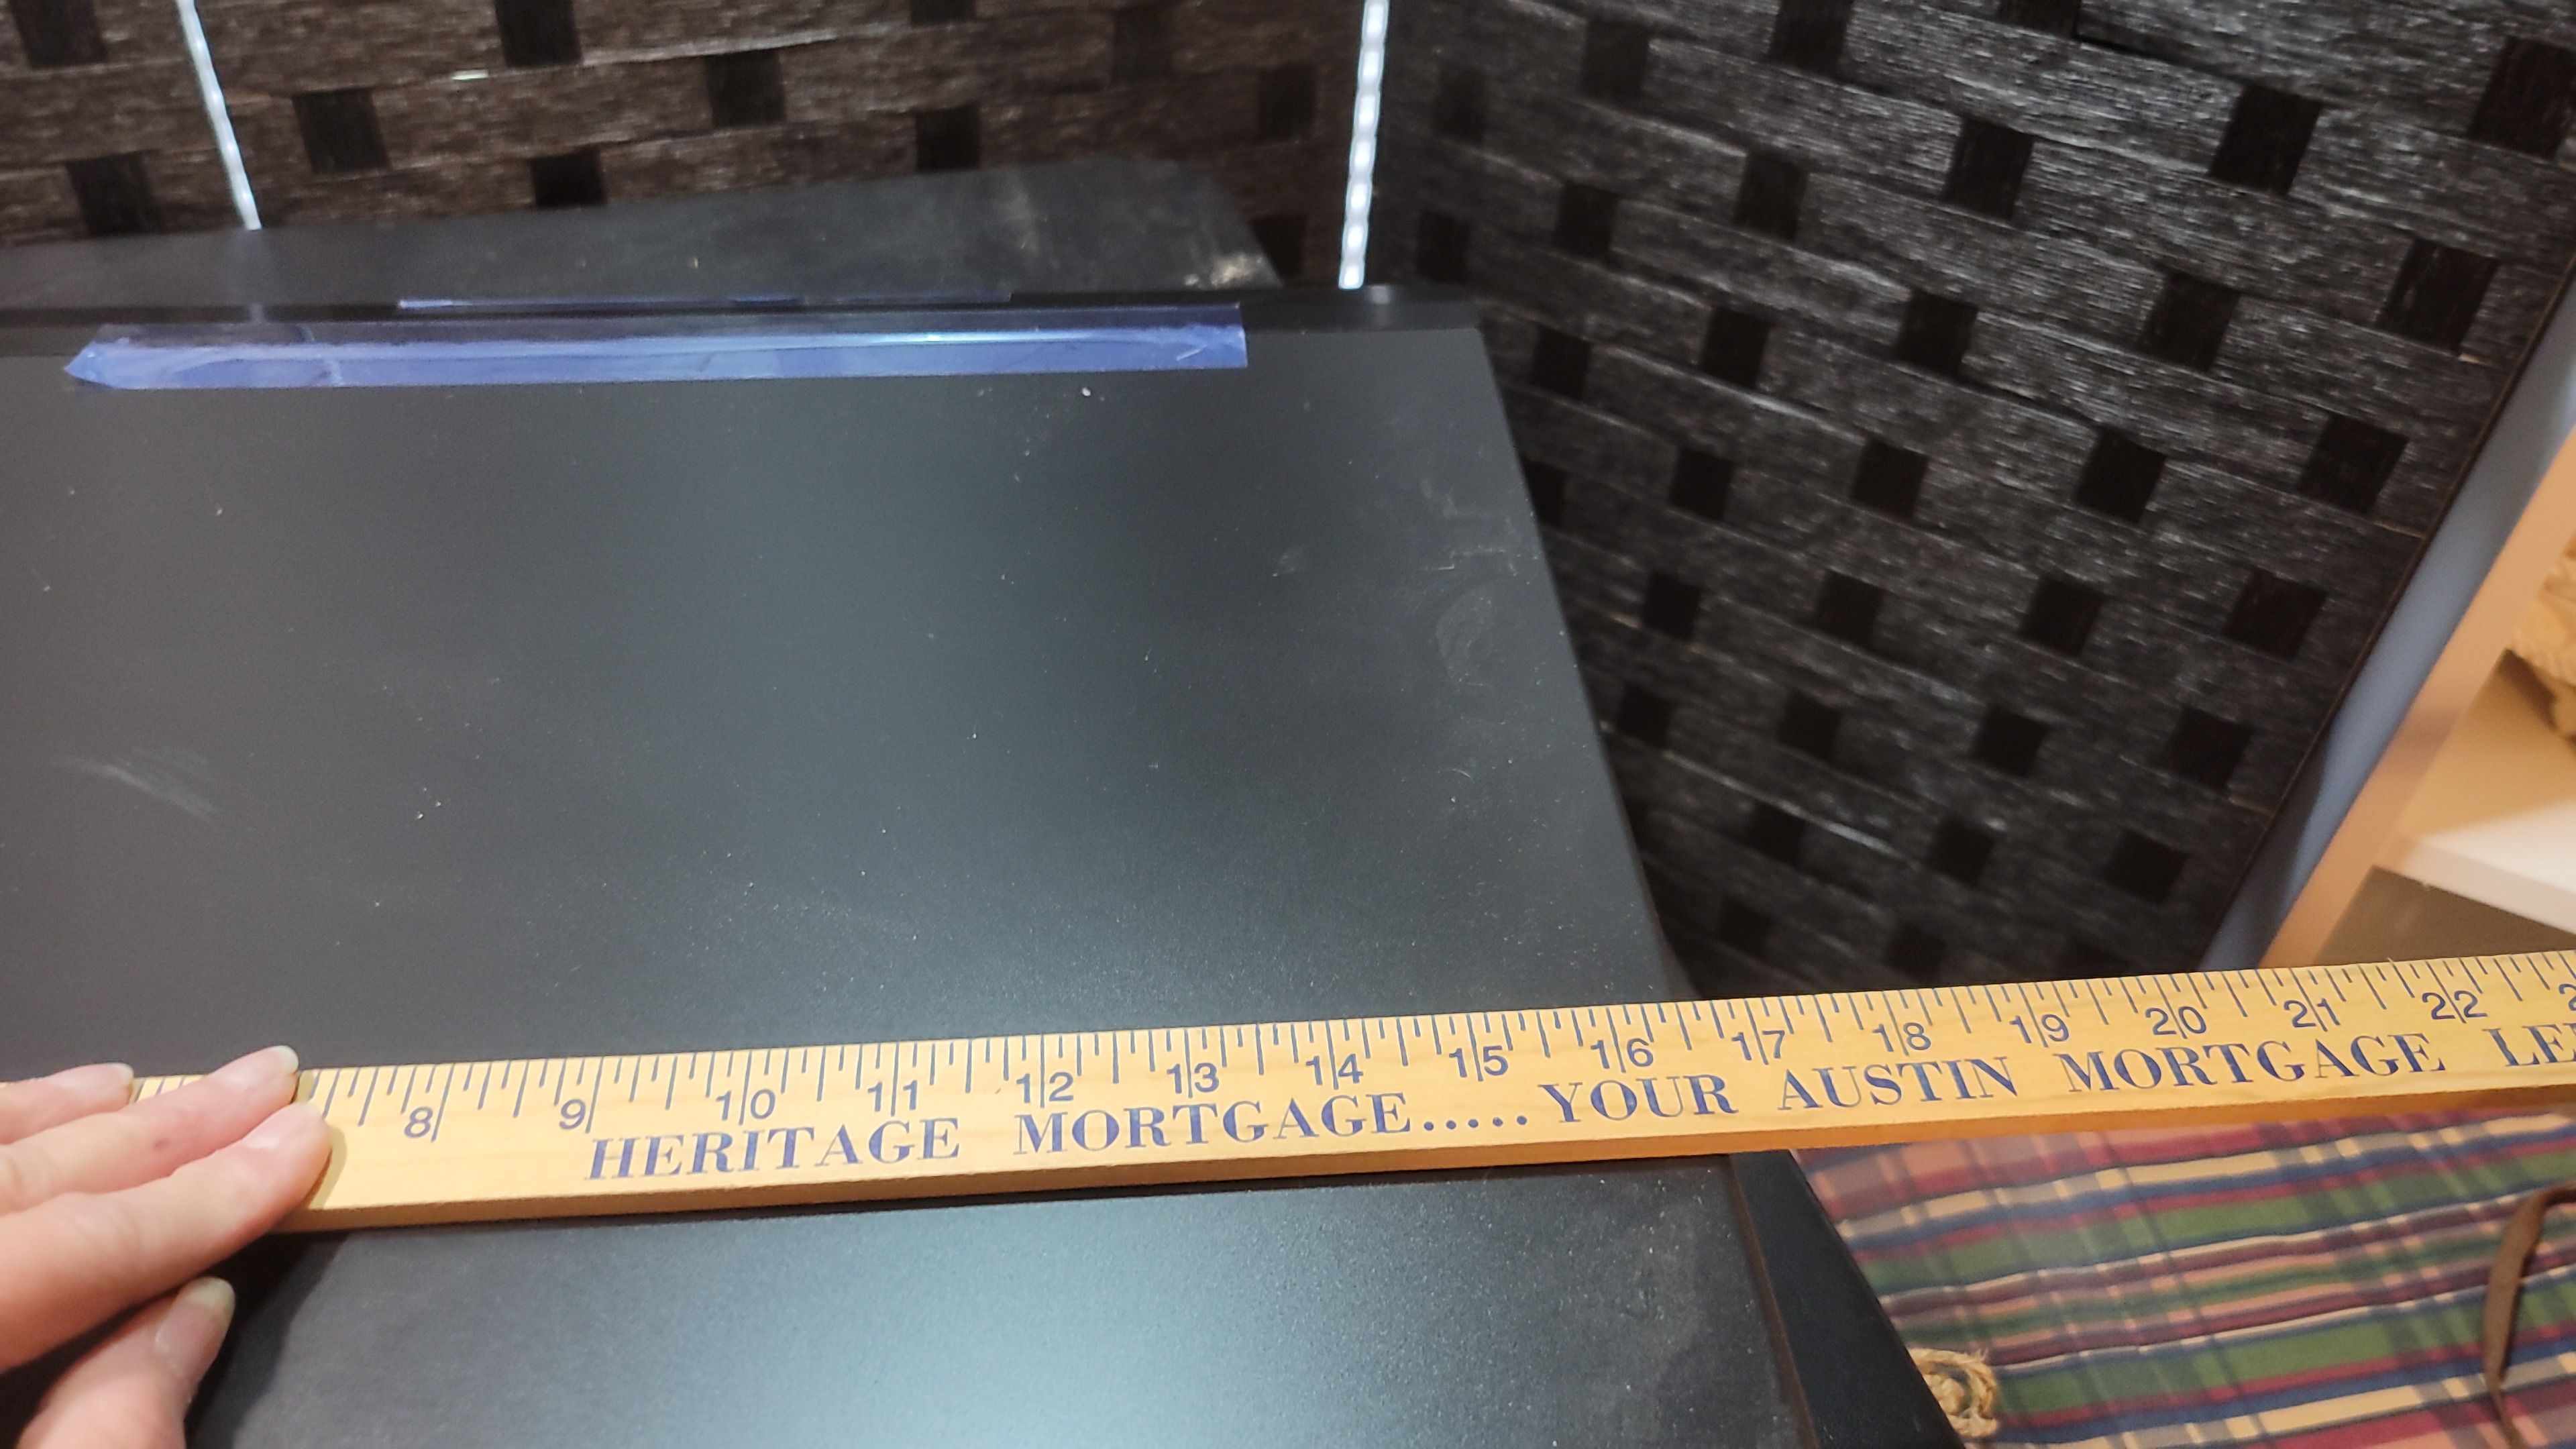 8 9 10 11 12 13 14 15 16 17 18 19 20 21 22
HERITAGE MORTGAGE.....YOUR AUSTIN MORTGAGE